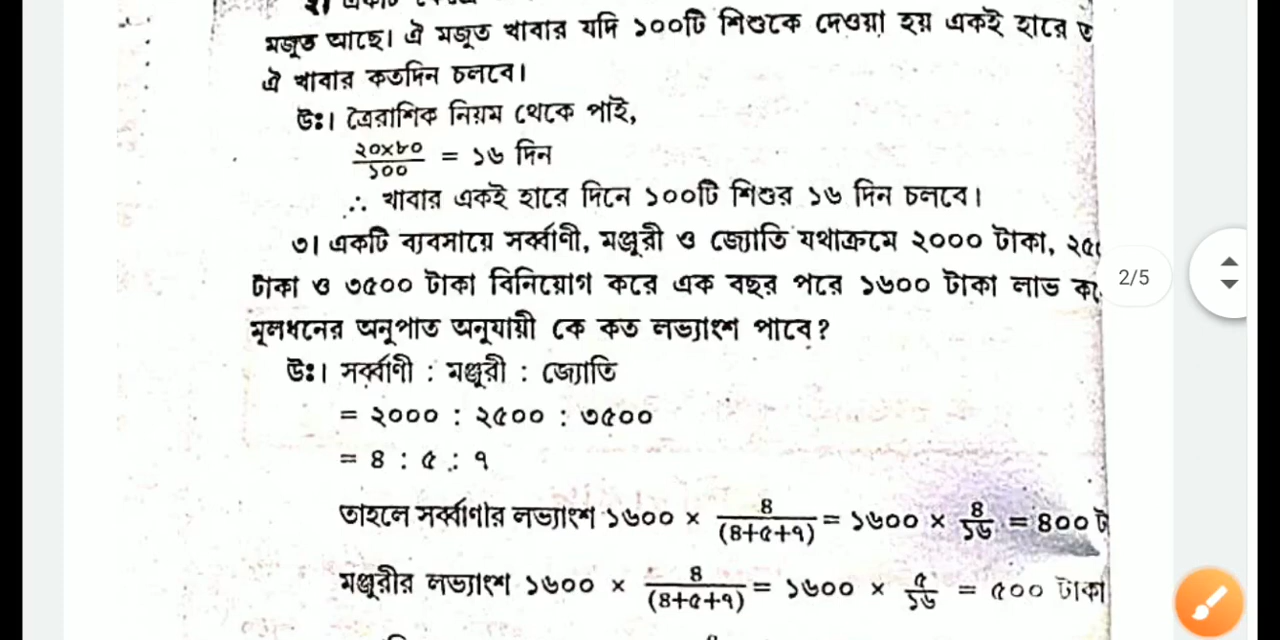 ২। একটি
মজুত আছে। ঐ মজুত খাবার যদি ১০০টি শিশুকে দেওয়া হয় একই হারে ত
ঐ খাবার কতদিন চলবে।
উঃ। ত্রৈরাশিক নিয়ম থেকে পাই,
২০×৮০
১০০
= ১৬ দিন
∴ খাবার একই হারে দিনে ১০০টি শিশুর ১৬ দিন চলবে।
৩। একটি ব্যবসায়ে সর্ব্বাণী, মঞ্জুরী ও জ্যোতি যথাক্রমে ২০০০ টাকা, ২৫০
টাকা ও ৩৫০০ টাকা বিনিয়োগ করে এক বছর পরে ১৬০০ টাকা লাভ ক
মূলধনের অনুপাত অনুযায়ী কে কত লভ্যাংশ পাবে?
উঃ। সর্ব্বাণী : মঞ্জুরী : জ্যোতি
= ২০০০ : ২৫০০ : ৩৫০০
= ৪ : ৫ : ৭
তাহলে সর্ব্বাণীর লভ্যাংশ ১৬০০ × ৪/(৪+৫+৭) = ১৬০০ × ৪/১৬ = ৪০০ ট
মঞ্জুরীর লভ্যাংশ ১৬০০ × ৪/(৪+৫+৭) = ১৬০০ × ৫/১৬ = ৫০০ টাকা
2/5